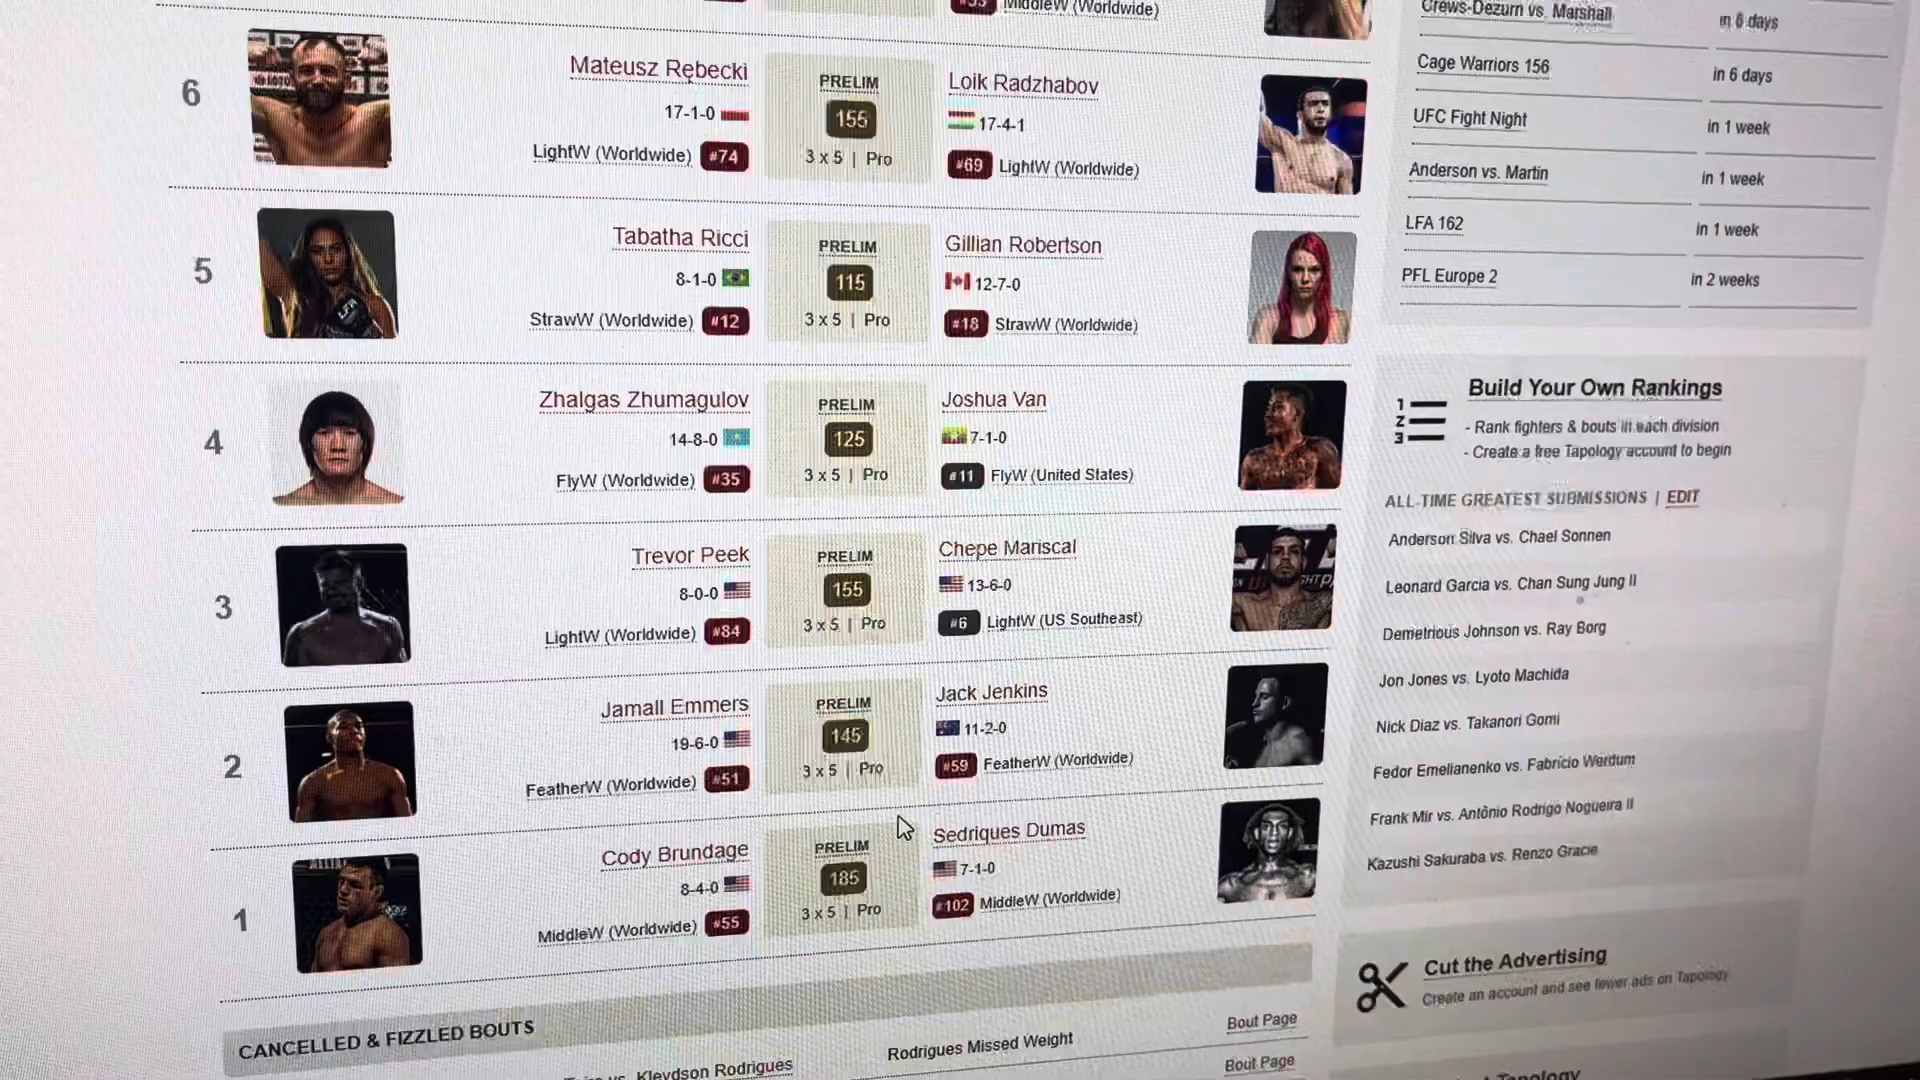 #53 MiddleW (Worldwide)
6
Mateusz Rębecki
17-1-0
LightW (Worldwide) #74
PRELIM
155
3 x 5 | Pro
Loik Radzhabov
17-4-1
#69 LightW (Worldwide)
5
Tabatha Ricci
8-1-0
StrawW (Worldwide) #12
PRELIM
115
3 x 5 | Pro
Gillian Robertson
12-7-0
#18 StrawW (Worldwide)
4
Zhalgas Zhumagulov
14-8-0
FlyW (Worldwide) #35
PRELIM
125
3 x 5 | Pro
Joshua Van
7-1-0
#11 FlyW (United States)
3
Trevor Peek
8-0-0
LightW (Worldwide) #84
PRELIM
155
3 x 5 | Pro
Chepe Mariscal
13-6-0
#6 LightW (US Southeast)
2
Jamall Emmers
19-6-0
FeatherW (Worldwide) #51
PRELIM
145
3 x 5 | Pro
Jack Jenkins
11-2-0
#59 FeatherW (Worldwide)
1
Cody Brundage
8-4-0
MiddleW (Worldwide) #55
PRELIM
185
3 x 5 | Pro
Sedriques Dumas
7-1-0
#102 MiddleW (Worldwide)
CANCELLED & FIZZLED BOUTS
vs. Kleydson Rodrigues
Rodrigues Missed Weight
Bout Page
Bout Page
Crews-Dezurn vs. Marshall in 6 days
Cage Warriors 156 in 6 days
UFC Fight Night in 1 week
Anderson vs. Martin in 1 week
LFA 162 in 1 week
PFL Europe 2 in 2 weeks
1
2
3
Build Your Own Rankings
- Rank fighters & bouts in each division
- Create a free Tapology account to begin
ALL-TIME GREATEST SUBMISSIONS | EDIT
Anderson Silva vs. Chael Sonnen
Leonard Garcia vs. Chan Sung Jung II
Demetrious Johnson vs. Ray Borg
Jon Jones vs. Lyoto Machida
Nick Diaz vs. Takanori Gomi
Fedor Emelianenko vs. Fabricio Werdum
Frank Mir vs. Antônio Rodrigo Nogueira II
Kazushi Sakuraba vs. Renzo Gracie
Cut the Advertising
Create an account and see fewer ads on Tapology
Tapology